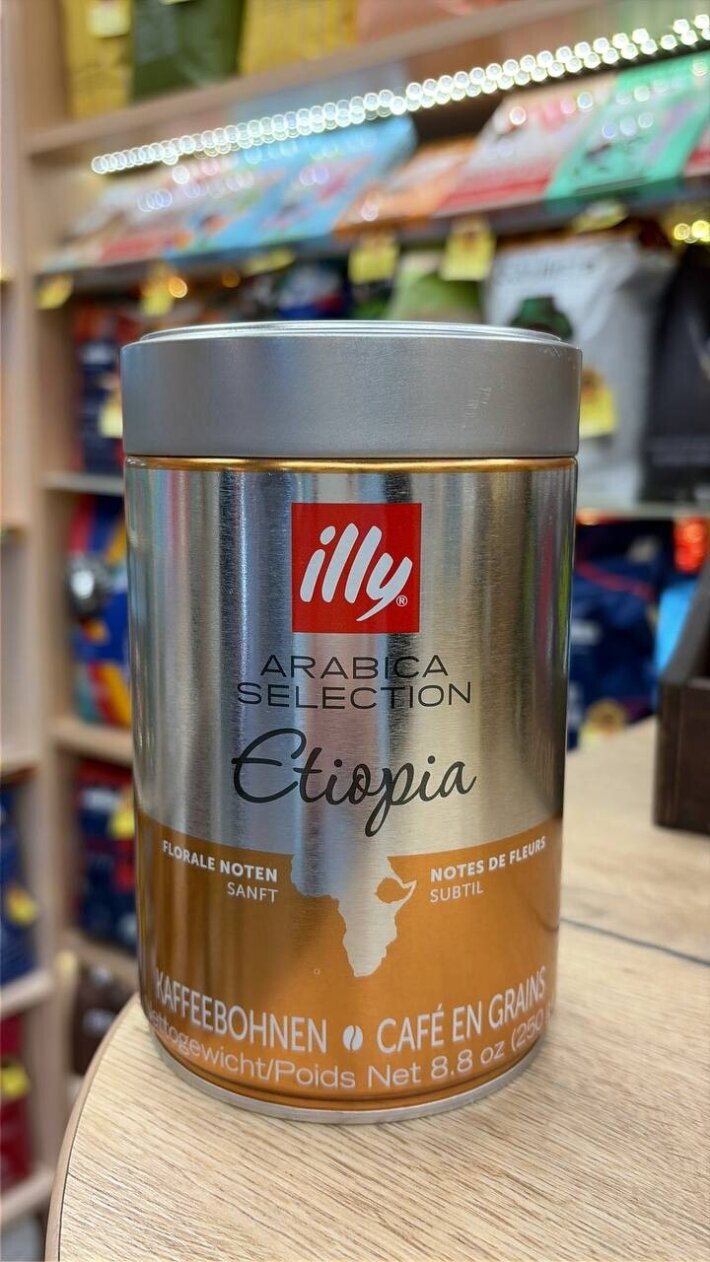 illy®
ARABICA
SELECTION
Etiopia
FLORALE NOTEN
SANFT
NOTES DE FLEURS
SUBTIL
KAFFEEBOHNEN CAFÉ EN GRAINS
ettogewicht/Poids Net 8.8 oz (250